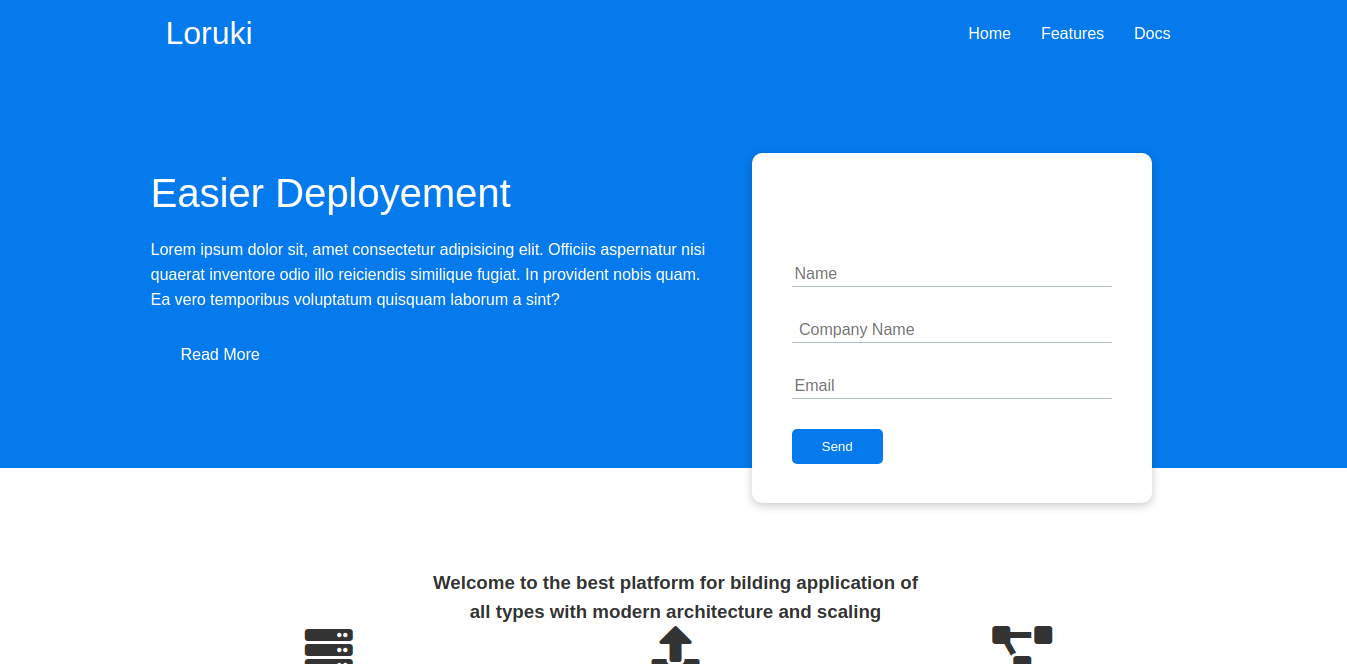 Loruki
Home Features Docs
Easier Deployement
Lorem ipsum dolor sit, amet consectetur adipisicing elit. Officiis aspernatur nisi
quaerat inventore odio illo reiciendis similique fugiat. In provident nobis quam.
Ea vero temporibus voluptatum quisquam laborum a sint?
Read More
Name
Company Name
Email
Send
Welcome to the best platform for bilding application of
all types with modern architecture and scaling